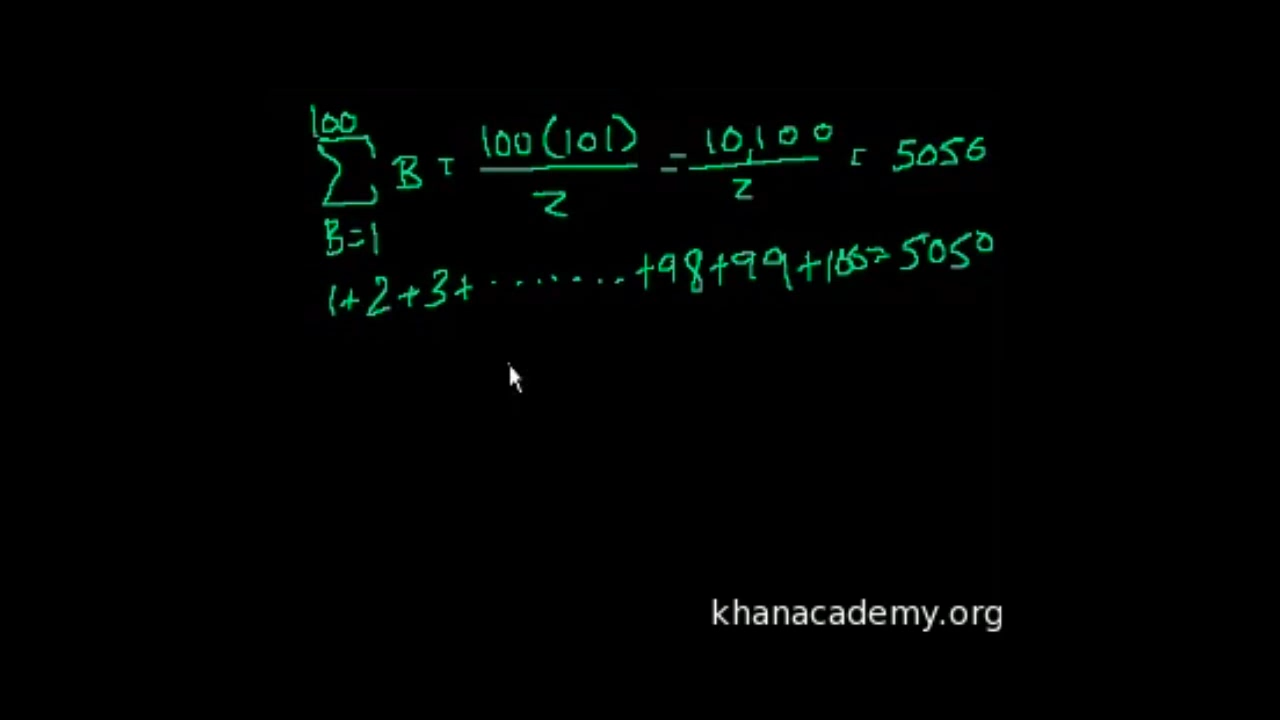 100
∑ B = 100(101) / 2 = 10,100 / 2 = 5050
B=1
1+2+3+........+98+99+100=5050
khanacademy.org